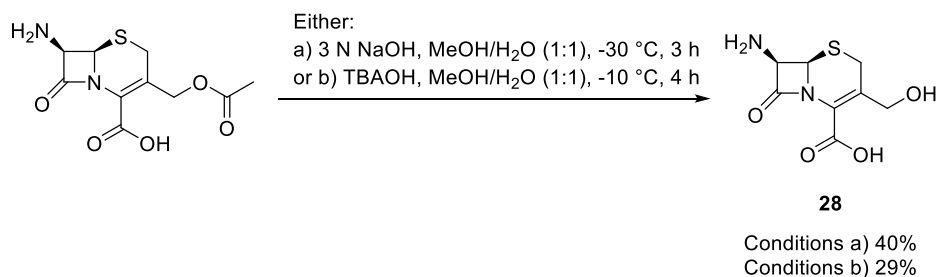 Either:
a) 3 N NaOH, MeOH/H₂O (1:1), -30 °C, 3 h
or b) TBAOH, MeOH/H₂O (1:1), -10 °C, 4 h
H₂N
S
N
O
O
O
O
OH
H₂N
S
N
O
OH
O
OH
28
Conditions a) 40%
Conditions b) 29%